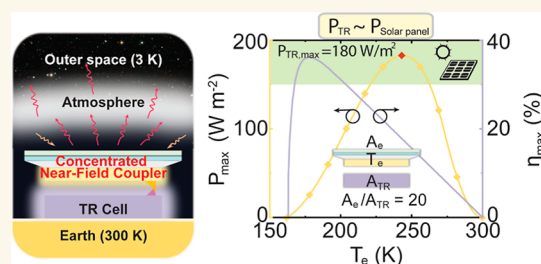 Outer space (3 K)
Atmosphere
Concentrated
Near-Field Coupler
TR Cell
Earth (300 K)
P_TR ~ P_Solar panel
P_TR,max = 180 W/m²
200
100
0
P_max (W m⁻²)
40
20
0
η_max (%)
A_e
T_e
A_TR
A_e/A_TR = 20
150 200 250 300
T_e (K)